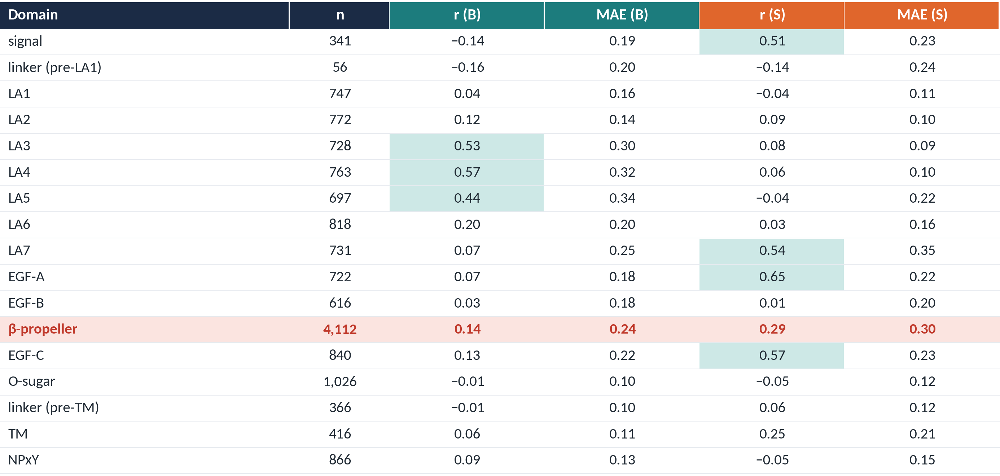 Domain n r (B) MAE (B) r (S) MAE (S)
signal 341 −0.14 0.19 0.51 0.23
linker (pre-LA1) 56 −0.16 0.20 −0.14 0.24
LA1 747 0.04 0.16 −0.04 0.11
LA2 772 0.12 0.14 0.09 0.10
LA3 728 0.53 0.30 0.08 0.09
LA4 763 0.57 0.32 0.06 0.10
LA5 697 0.44 0.34 −0.04 0.22
LA6 818 0.20 0.20 0.03 0.16
LA7 731 0.07 0.25 0.54 0.35
EGF-A 722 0.07 0.18 0.65 0.22
EGF-B 616 0.03 0.18 0.01 0.20
β-propeller 4,112 0.14 0.24 0.29 0.30
EGF-C 840 0.13 0.22 0.57 0.23
O-sugar 1,026 −0.01 0.10 −0.05 0.12
linker (pre-TM) 366 −0.01 0.10 0.06 0.12
TM 416 0.06 0.11 0.25 0.21
NPxY 866 0.09 0.13 −0.05 0.15